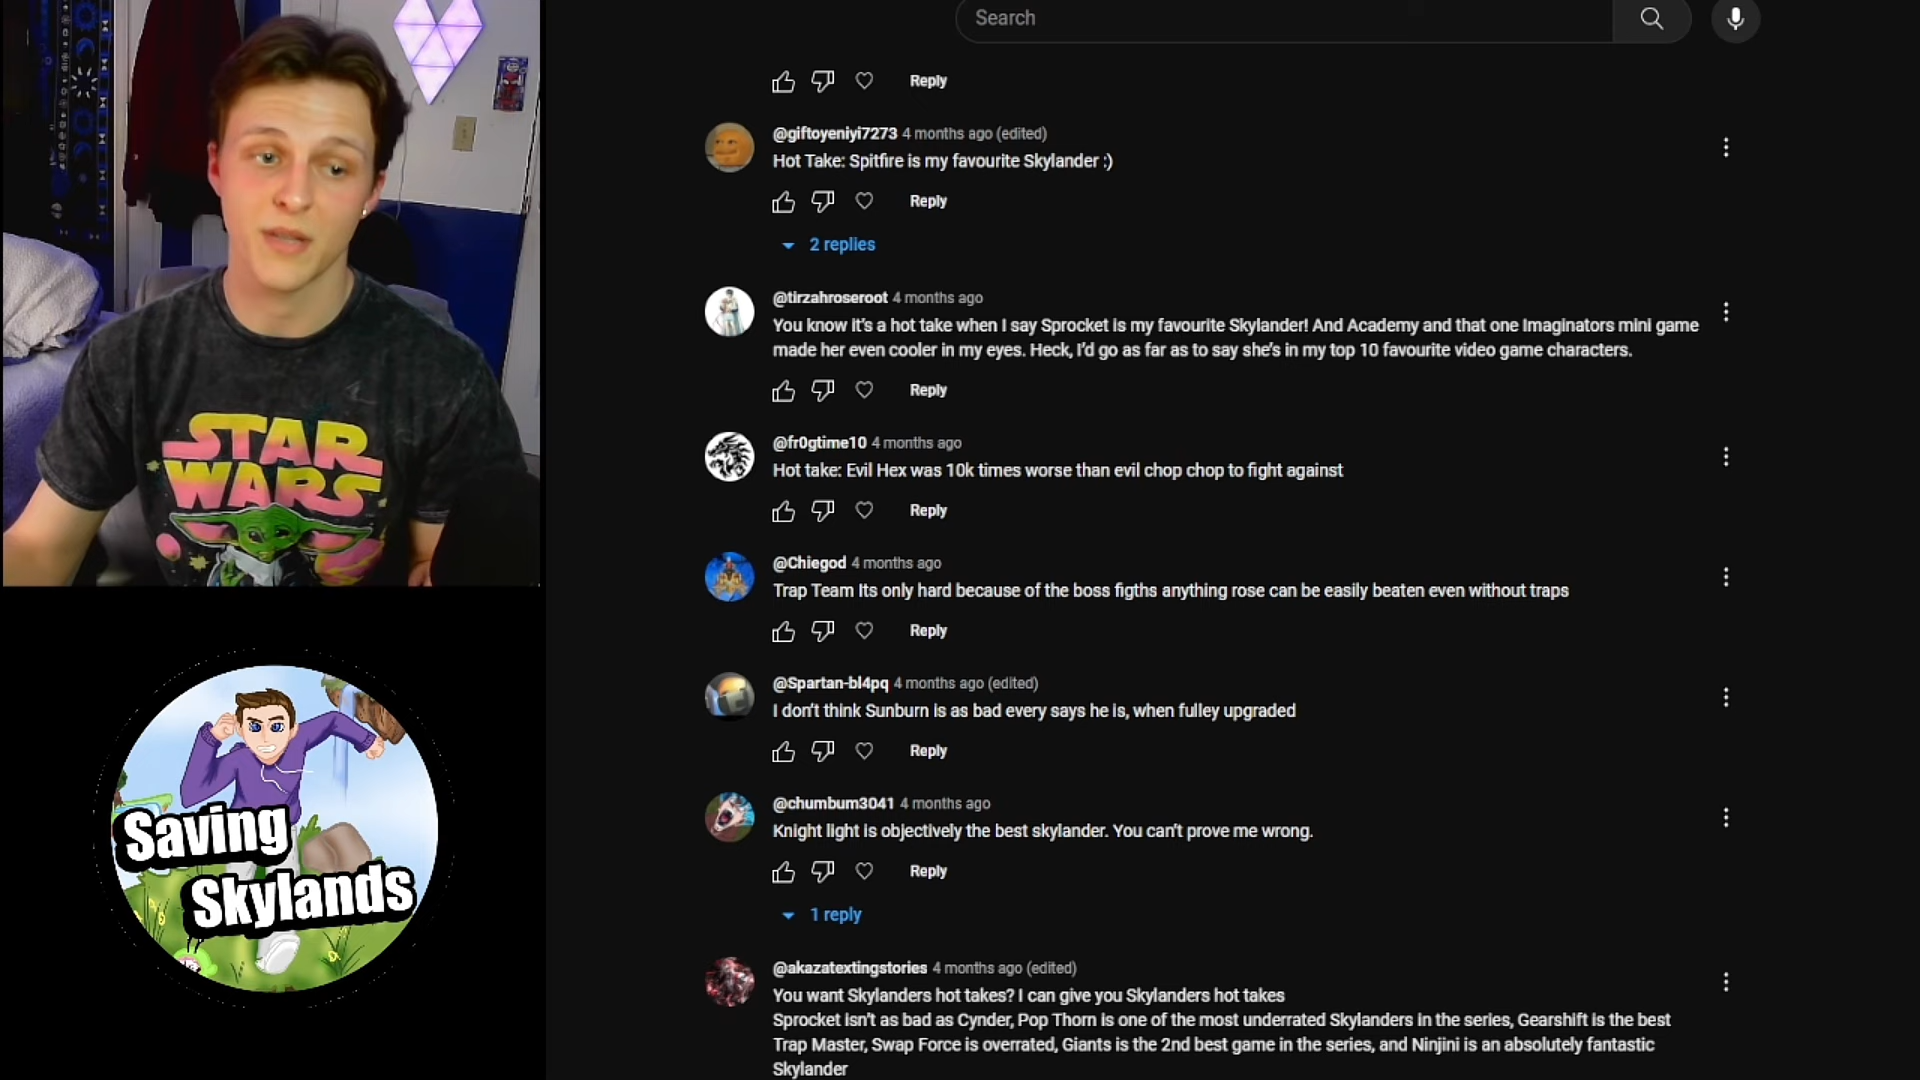 Search
Reply
@giftoyeniyi7273 4 months ago (edited)
Hot Take: Spitfire is my favourite Skylander :)
Reply
2 replies
@tirzahroseroot 4 months ago
You know it's a hot take when I say Sprocket is my favourite Skylander! And Academy and that one Imaginators mini game
made her even cooler in my eyes. Heck, I'd go as far as to say she's in my top 10 favourite video game characters.
Reply
@fr0gtime10 4 months ago
Hot take: Evil Hex was 10k times worse than evil chop chop to fight against
Reply
@Chiegod 4 months ago
Trap Team Its only hard because of the boss figths anything rose can be easily beaten even without traps
Reply
@Spartan-bl4pq 4 months ago (edited)
I don't think Sunburn is as bad every says he is, when fulley upgraded
Reply
@chumbum3041 4 months ago
Knight light is objectively the best skylander. You can't prove me wrong.
Reply
1 reply
@akazatextingstories 4 months ago (edited)
You want Skylanders hot takes? I can give you Skylanders hot takes
Sprocket isn't as bad as Cynder, Pop Thorn is one of the most underrated Skylanders in the series, Gearshift is the best
Trap Master, Swap Force is overrated, Giants is the 2nd best game in the series, and Ninjini is an absolutely fantastic
Skylander
STAR
WARS
Saving
Skylands